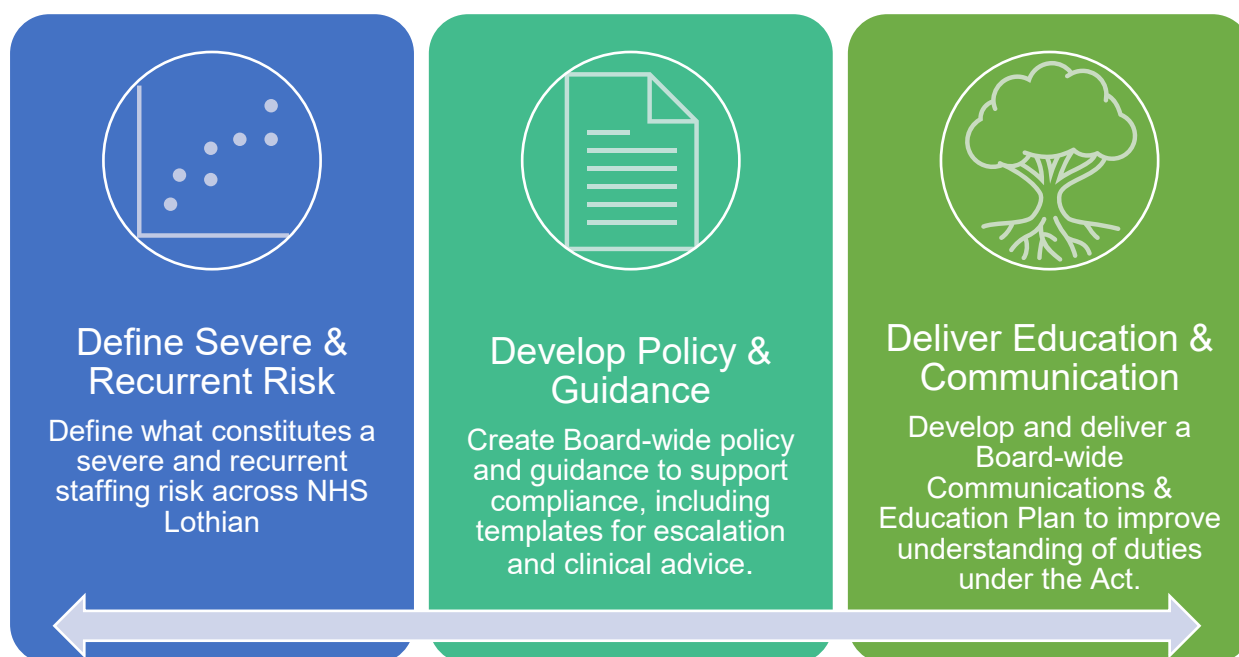 Define Severe &
Recurrent Risk
Define what constitutes a
severe and recurrent
staffing risk across NHS
Lothian
Develop Policy &
Guidance
Create Board-wide policy
and guidance to support
compliance, including
templates for escalation
and clinical advice.
Deliver Education &
Communication
Develop and deliver a
Board-wide
Communications &
Education Plan to improve
understanding of duties
under the Act.